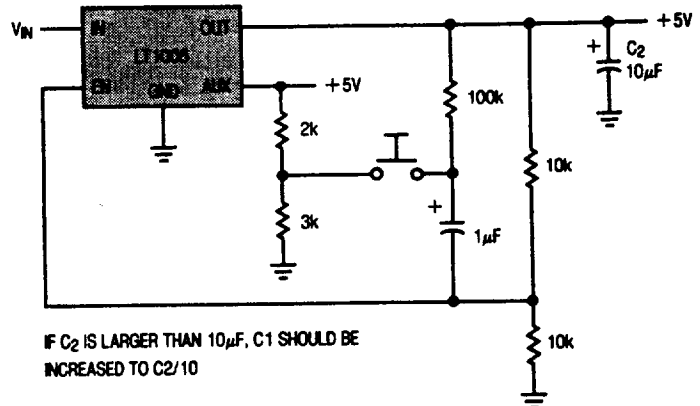 V_IN
IN
OUT
LT1005
EN
GND
AUX
+5V
+5V
+
C2
10μF
100k
2k
10k
3k
+
1μF
10k
IF C2 IS LARGER THAN 10μF, C1 SHOULD BE
INCREASED TO C2/10